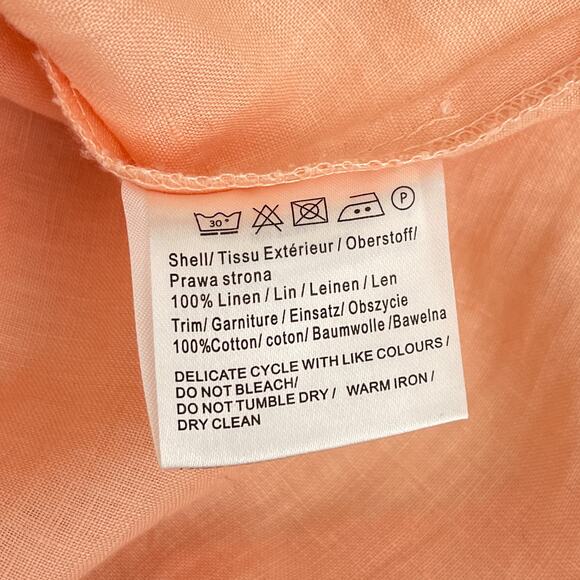 30°
P
Shell/ Tissu Extérieur / Oberstoff/
Prawa strona
100% Linen / Lin / Leinen / Len
Trim/ Garniture / Einsatz/ Obszycie
100%Cotton/ coton/ Baumwolle /Bawelna
DELICATE CYCLE WITH LIKE COLOURS /
DO NOT BLEACH/
DO NOT TUMBLE DRY / WARM IRON /
DRY CLEAN